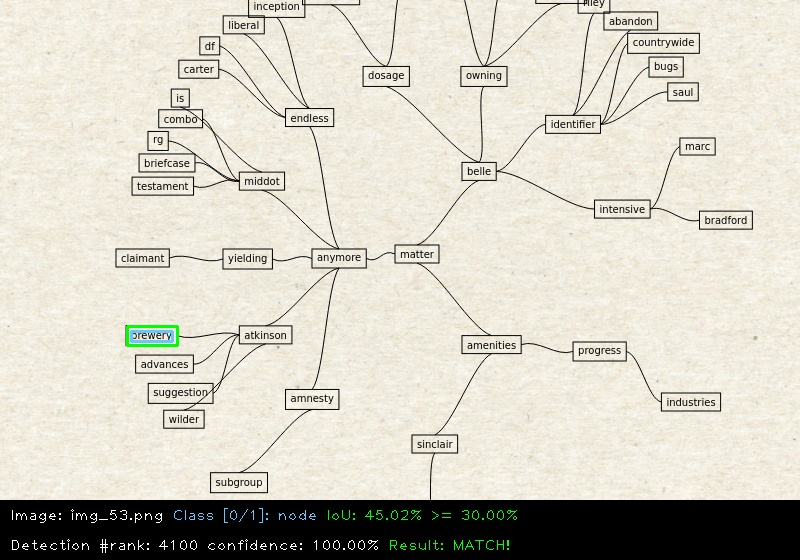 inception
liberal
df
carter
is
combo
rg
briefcase
testament
endless
middot
dosage
owning
riley
abandon
countrywide
bugs
saul
identifier
marc
belle
intensive
bradford
claimant
yielding
anymore
matter
brewery
atkinson
advances
suggestion
wilder
amnesty
subgroup
amenities
progress
industries
sinclair
Image: img_53.png Class [0/1]: node IoU: 45.02% >= 30.00%
Detection #rank: 4100 confidence: 100.00% Result: MATCH!